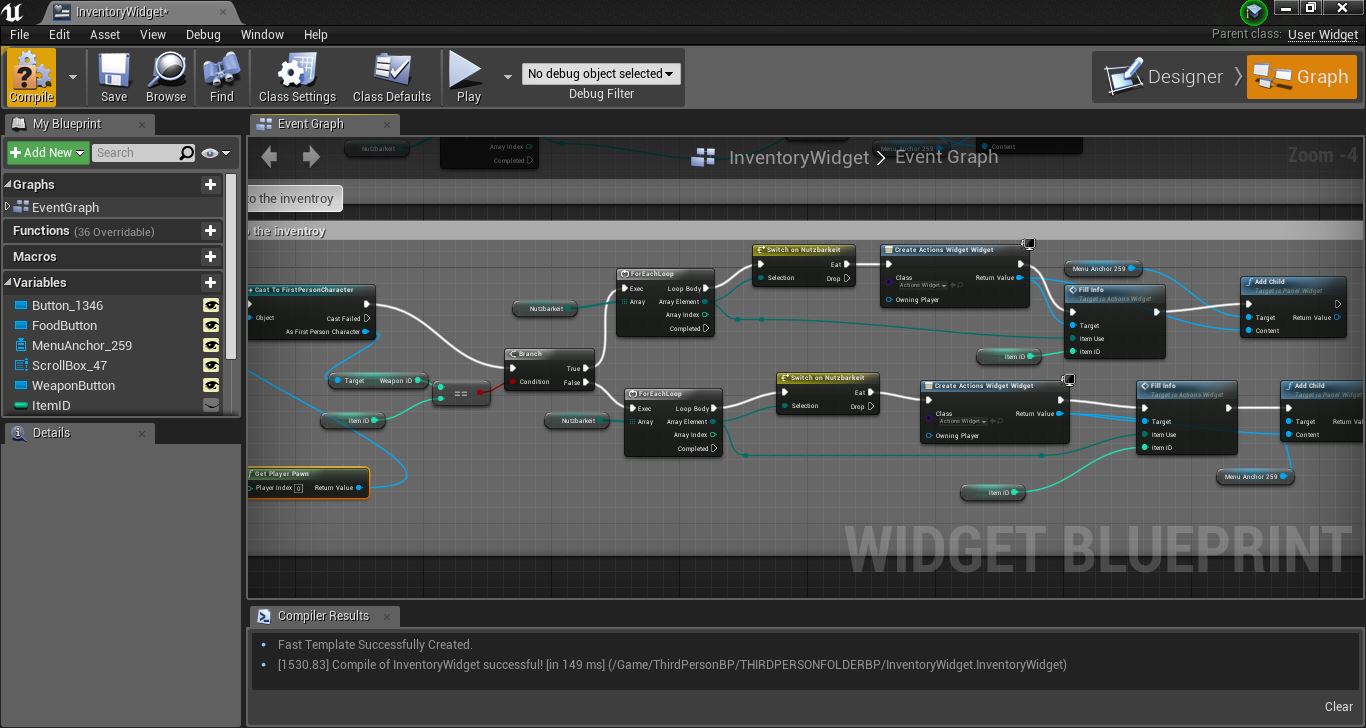 InventoryWidget*
File Edit Asset View Debug Window Help
Parent class: User Widget
Compile
Save
Browse
Find
Class Settings
Class Defaults
Play
No debug object selected
Debug Filter
Designer
Graph
My Blueprint
Add New
Search
Graphs
EventGraph
Functions (36 Overridable)
Macros
Variables
Button_1346
FoodButton
MenuAnchor_259
ScrollBox_47
WeaponButton
ItemID
Details
Event Graph
InventoryWidget > Event Graph
Zoom -4
Nutzbarkeit
Array Index
Completed
Menu Anchor 259
Content
to the inventroy
the inventroy
Cast To FirstPersonCharacter
Object
Cast Failed
As First Person Character
Target Weapon ID
Item ID
==
Get Player Pawn
Player Index 0
Return Value
Branch
Condition
True
False
Nutzbarkeit
ForEachLoop
Exec
Array
Loop Body
Array Element
Array Index
Completed
Switch on Nutzbarkeit
Selection
Eat
Drop
Create Actions Widget Widget
Class
Actions Widget
Owning Player
Return Value
Menu Anchor 259
Fill Info
Target is Actions Widget
Target
Item Use
Item ID
Item ID
Add Child
Target is Panel Widget
Target
Content
Return Value
Nutzbarkeit
ForEachLoop
Exec
Array
Loop Body
Array Element
Array Index
Completed
Switch on Nutzbarkeit
Selection
Eat
Drop
Create Actions Widget Widget
Class
Actions Widget
Owning Player
Return Value
Fill Info
Target is Actions Widget
Target
Item Use
Item ID
Item ID
Add Child
Target is Panel Widget
Target
Content
Return Valu
Menu Anchor 259
WIDGET BLUEPRINT
Compiler Results
Fast Template Successfully Created.
[1530.83] Compile of InventoryWidget successful! [in 149 ms] (/Game/ThirdPersonBP/THIRDPERSONFOLDERBP/InventoryWidget.InventoryWidget)
Clear